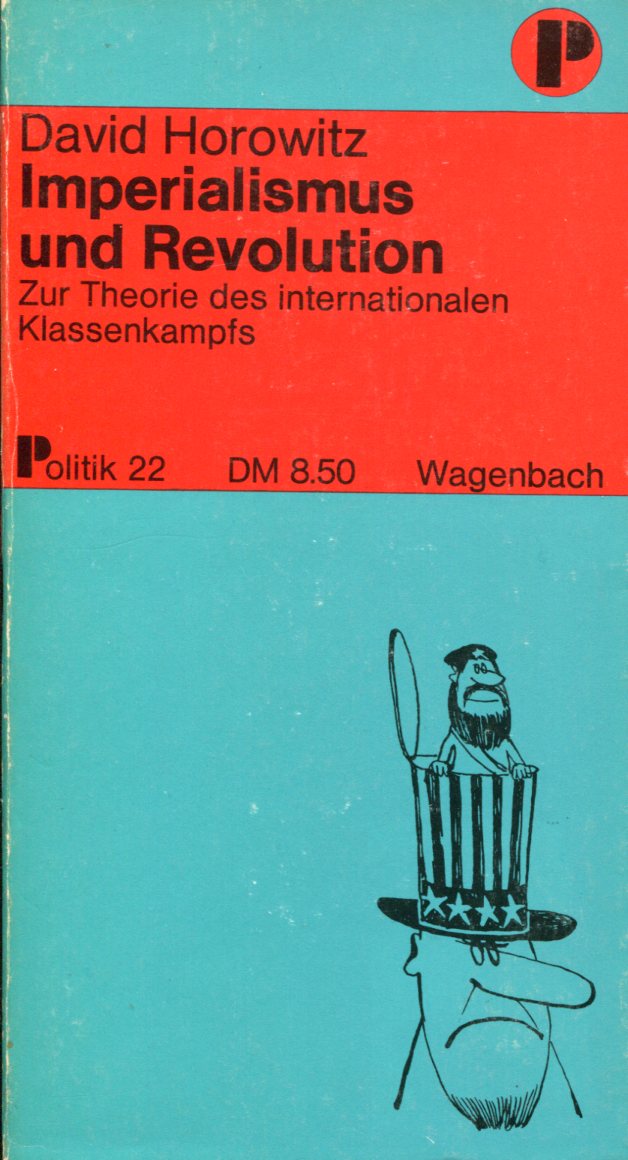 P
David Horowitz
Imperialismus
und Revolution
Zur Theorie des internationalen
Klassenkampfs
Politik 22 DM 8.50 Wagenbach